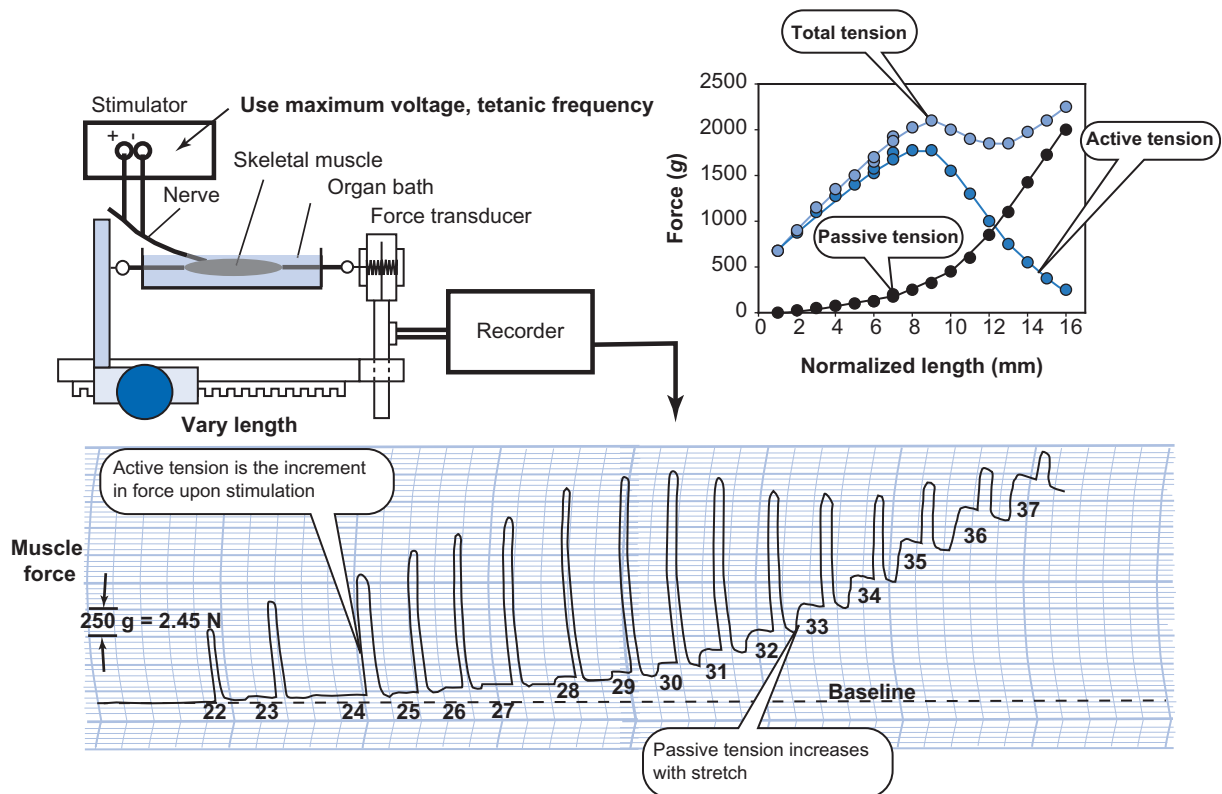 Stimulator
Use maximum voltage, tetanic frequency
+ -
Skeletal muscle
Nerve
Organ bath
Force transducer
Recorder
Vary length
Total tension
Active tension
Passive tension
Force (g)
2500
2000
1500
1000
500
0
0 2 4 6 8 10 12 14 16
Normalized length (mm)
Active tension is the increment
in force upon stimulation
Muscle
force
250 g = 2.45 N
22 23 24 25 26 27 28 29 30 31 32 33 34 35 36 37
Baseline
Passive tension increases
with stretch